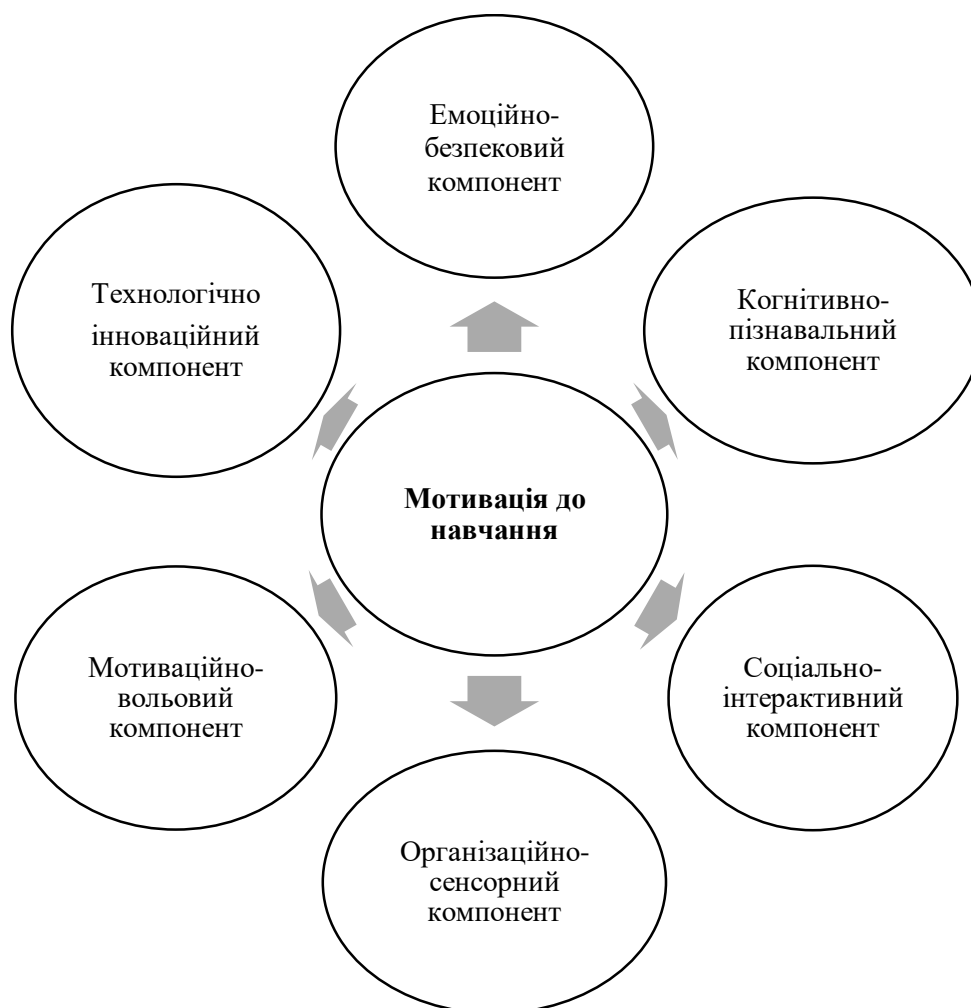 Емоційно-
безпековий
компонент
Технологічно
інноваційний
компонент
Когнітивно-
пізнавальний
компонент
Мотивація до
навчання
Мотиваційно-
вольовий
компонент
Соціально-
інтерактивний
компонент
Організаційно-
сенсорний
компонент